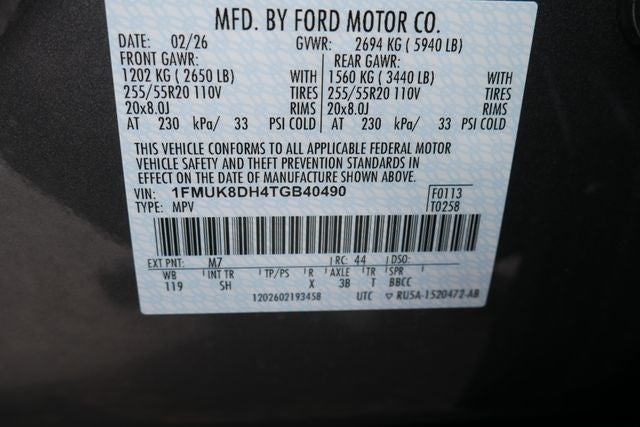 MFD. BY FORD MOTOR CO.
DATE: 02/26 GVWR: 2694 KG ( 5940 LB)
FRONT GAWR: REAR GAWR:
1202 KG ( 2650 LB) WITH 1560 KG ( 3440 LB) WITH
255/55R20 110V TIRES 255/55R20 110V TIRES
20x8.0J RIMS 20x8.0J RIMS
AT 230 kPa/ 33 PSI COLD AT 230 kPa/ 33 PSI COLD
THIS VEHICLE CONFORMS TO ALL APPLICABLE FEDERAL MOTOR
VEHICLE SAFETY AND THEFT PREVENTION STANDARDS IN
EFFECT ON THE DATE OF MANUFACTURE SHOWN ABOVE.
VIN: 1FMUK8DH4TGB40490 F0113
TYPE: MPV T0258
EXT PNT: M7 RC: 44 DSO:
WB INT TR TP/PS R AXLE TR SPR
119 SH X 3B T BBCC
1202602193458 UTC ▽ RU5A-1520472-AB